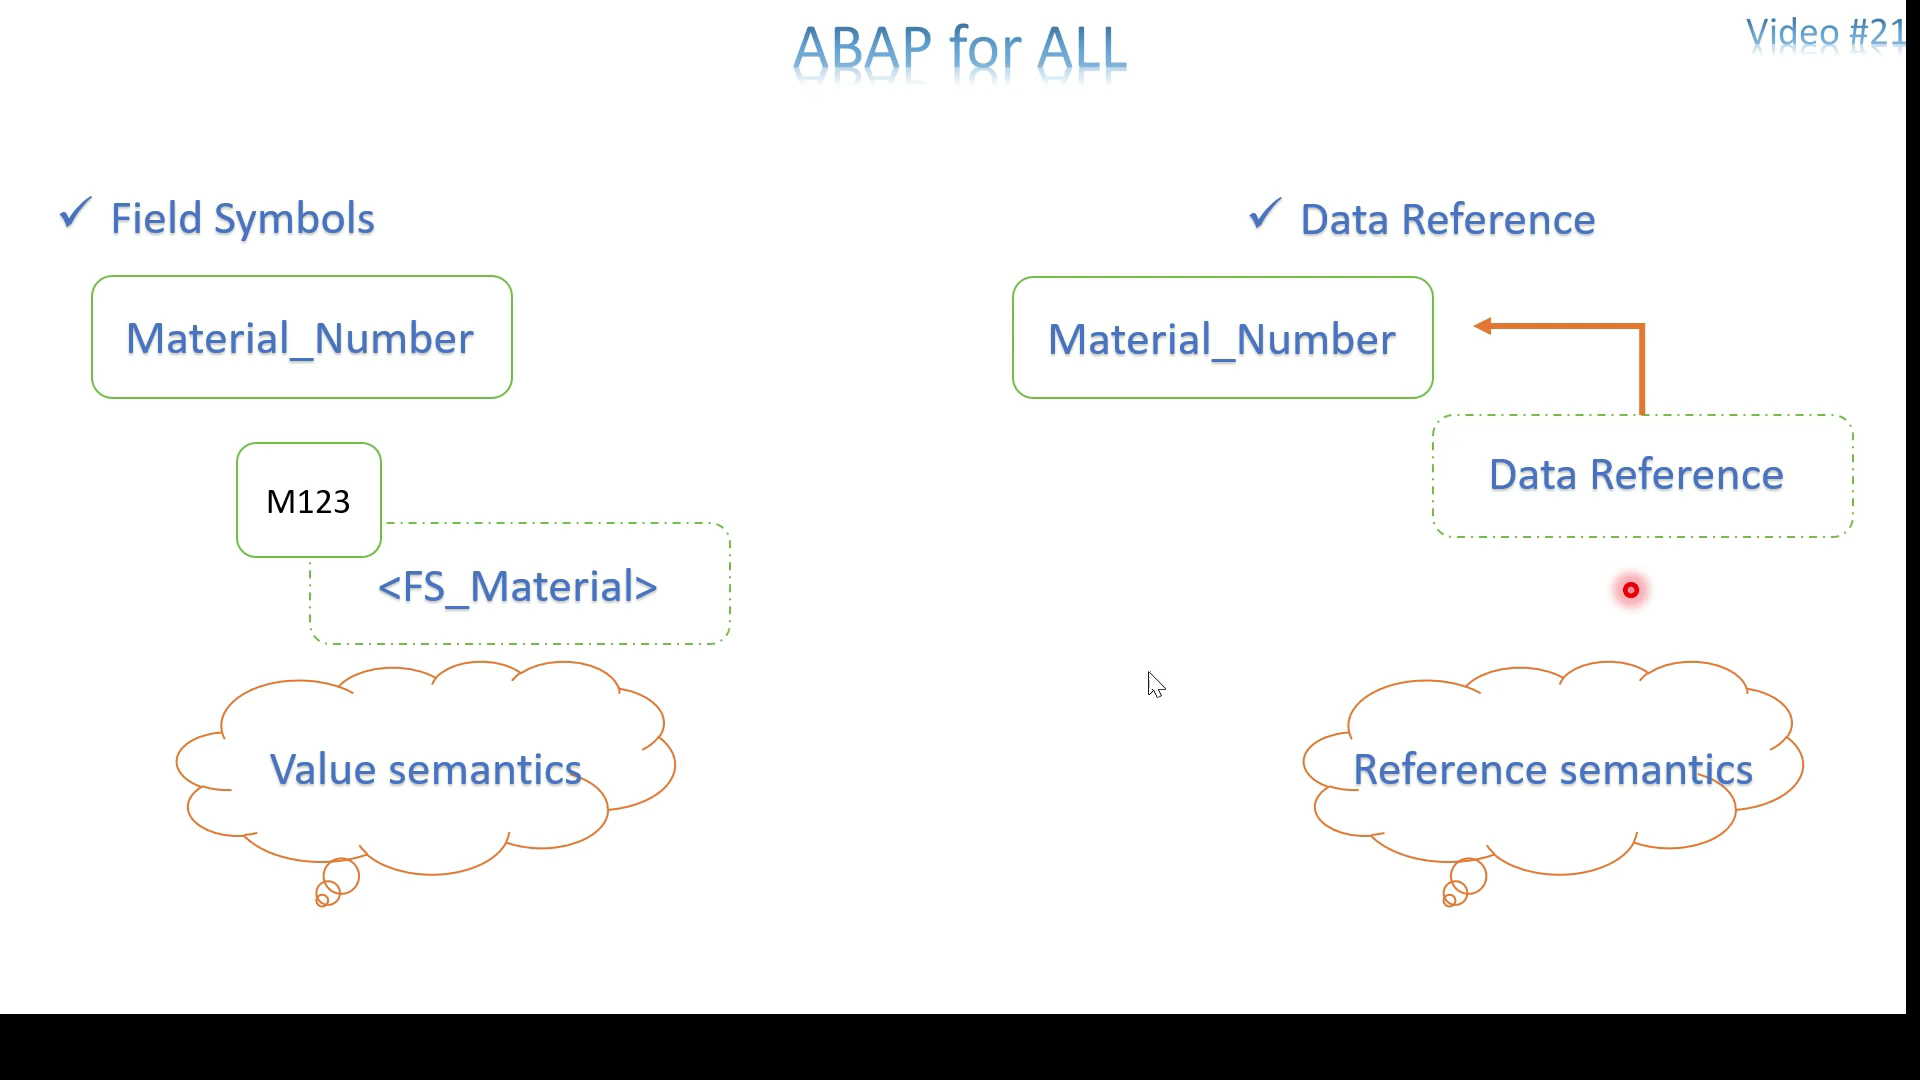 ABAP for ALL
Video #21
✓ Field Symbols
Material_Number
M123
<FS_Material>
Value semantics
✓ Data Reference
Material_Number
Data Reference
Reference semantics